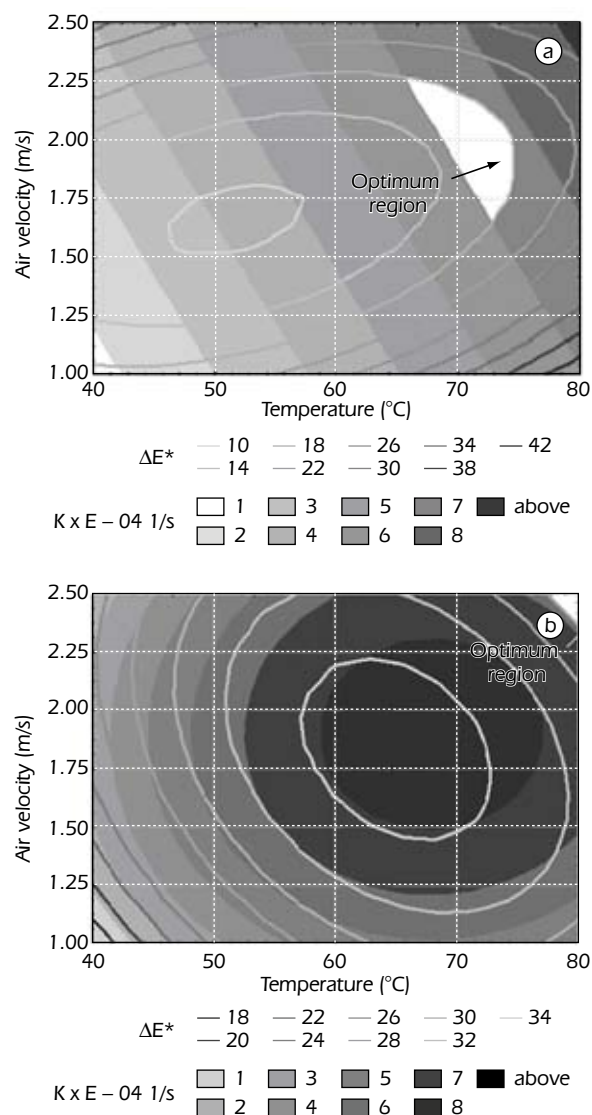 2.50
a
2.25
2.00
Optimum
region
1.75
1.50
1.25
1.00
Air velocity (m/s)
40 50 60 70 80
Temperature (°C)
ΔE* 10 18 26 34 42
14 22 30 38
K x E – 04 1/s 1 3 5 7 above
2 4 6 8
2.50
b
Optimum
region
2.25
2.00
1.75
1.50
1.25
1.00
Air velocity (m/s)
40 50 60 70 80
Temperature (°C)
ΔE* 18 22 26 30 34
20 24 28 32
K x E – 04 1/s 1 3 5 7 above
2 4 6 8